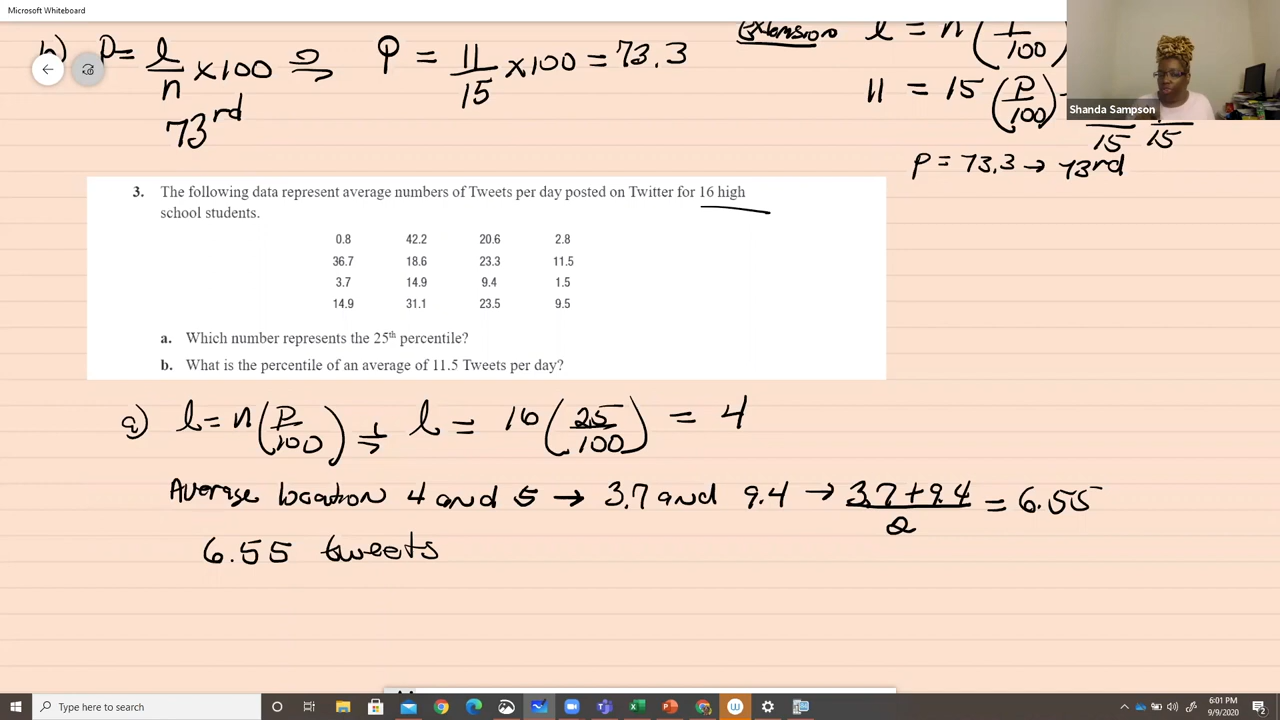 Microsoft Whiteboard
P = l/n × 100 ⇒ P = 11/15 × 100 = 73.3
73rd
Extension l = n(P/100)
11 = 15(P/100)
15 15
P = 73.3 → 73rd
Shanda Sampson
3. The following data represent average numbers of Tweets per day posted on Twitter for 16 high
school students.
0.8 42.2 20.6 2.8
36.7 18.6 23.3 11.5
3.7 14.9 9.4 1.5
14.9 31.1 23.5 9.5
a. Which number represents the 25th percentile?
b. What is the percentile of an average of 11.5 Tweets per day?
a) l = n(P/100) ⇒ l = 16(25/100) = 4
Average location 4 and 5 → 3.7 and 9.4 → 3.7+9.4/2 = 6.55
6.55 tweets
Type here to search
6:01 PM
9/9/2020